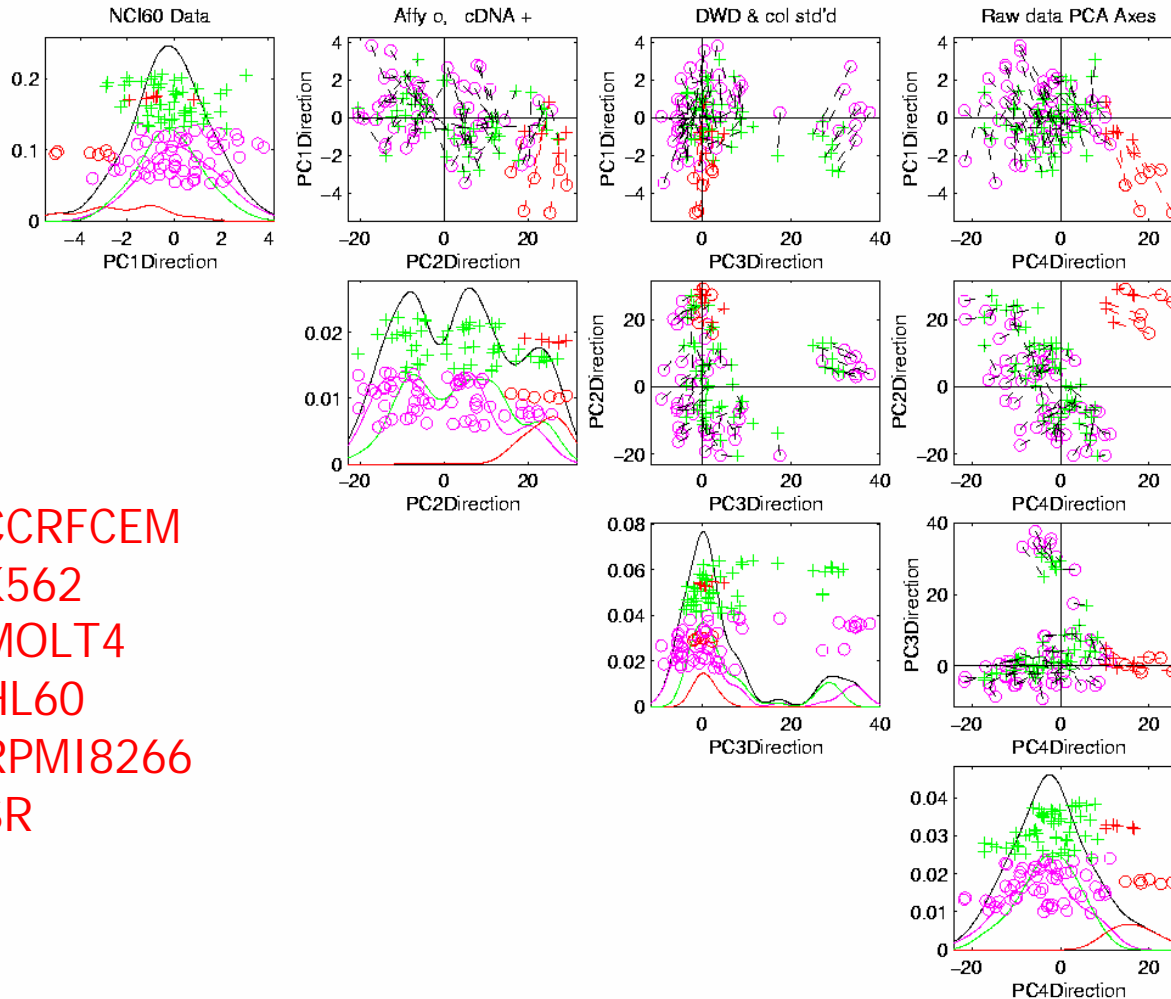 NCI60 Data
Affy o, cDNA +
DWD & col std'd
Raw data PCA Axes
0.2
0.1
0
−4 −2 0 2 4
PC1Direction
PC1Direction
4
2
0
−2
−4
−20 0 20
PC2Direction
PC1Direction
4
2
0
−2
−4
0 20 40
PC3Direction
PC1Direction
4
2
0
−2
−4
−20 0 20
PC4Direction
0.02
0.01
0
−20 0 20
PC2Direction
PC2Direction
20
0
−20
0 20 40
PC3Direction
PC2Direction
20
0
−20
−20 0 20
PC4Direction
CCRFCEM
K562
MOLT4
HL60
RPMI8266
SR
0.08
0.06
0.04
0.02
0
0 20 40
PC3Direction
PC3Direction
40
20
0
−20 0 20
PC4Direction
0.04
0.03
0.02
0.01
0
−20 0 20
PC4Direction